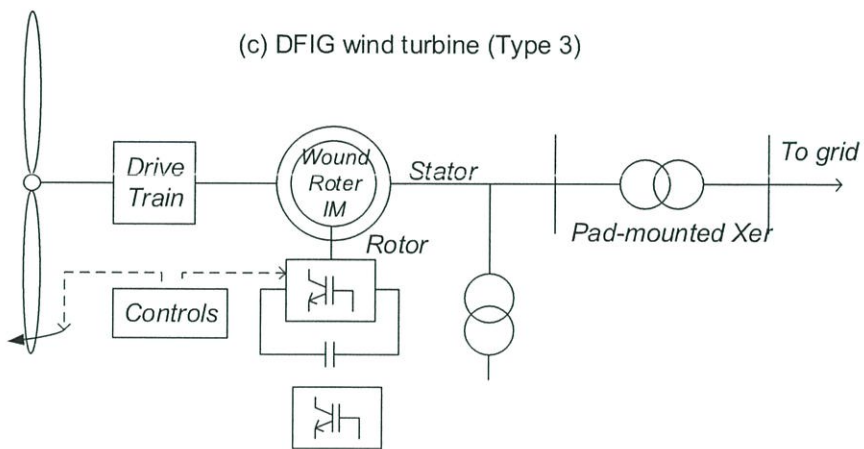 (c) DFIG wind turbine (Type 3)
Drive
Train
Wound
Roter
IM
Stator
To grid
Pad-mounted Xer
Rotor
Controls